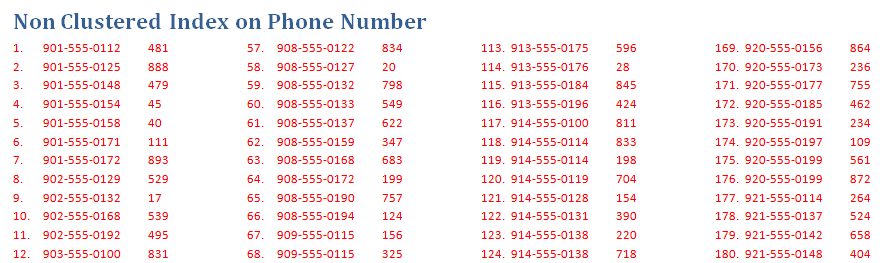 Non Clustered Index on Phone Number
1. 901-555-0112 481 57. 908-555-0122 834 113. 913-555-0175 596 169. 920-555-0156 864
2. 901-555-0125 888 58. 908-555-0127 20 114. 913-555-0176 28 170. 920-555-0173 236
3. 901-555-0148 479 59. 908-555-0132 798 115. 913-555-0184 845 171. 920-555-0177 755
4. 901-555-0154 45 60. 908-555-0133 549 116. 913-555-0196 424 172. 920-555-0185 462
5. 901-555-0158 40 61. 908-555-0137 622 117. 914-555-0100 811 173. 920-555-0191 234
6. 901-555-0171 111 62. 908-555-0159 347 118. 914-555-0114 833 174. 920-555-0197 109
7. 901-555-0172 893 63. 908-555-0168 683 119. 914-555-0114 198 175. 920-555-0199 561
8. 902-555-0129 529 64. 908-555-0172 199 120. 914-555-0119 704 176. 920-555-0199 872
9. 902-555-0132 17 65. 908-555-0190 757 121. 914-555-0128 154 177. 921-555-0114 264
10. 902-555-0168 539 66. 908-555-0194 124 122. 914-555-0131 390 178. 921-555-0137 524
11. 902-555-0192 495 67. 909-555-0115 156 123. 914-555-0138 220 179. 921-555-0142 658
12. 903-555-0100 831 68. 909-555-0115 325 124. 914-555-0138 718 180. 921-555-0148 404